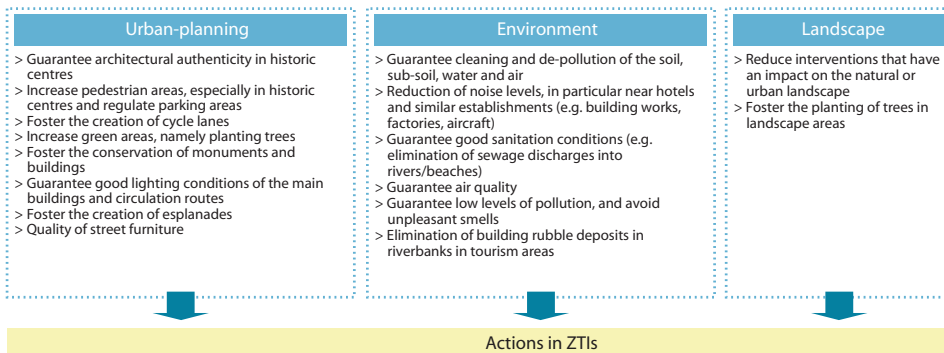 Urban-planning
> Guarantee architectural authenticity in historic
centres
> Increase pedestrian areas, especially in historic
centres and regulate parking areas
> Foster the creation of cycle lanes
> Increase green areas, namely planting trees
> Foster the conservation of monuments and
buildings
> Guarantee good lighting conditions of the main
buildings and circulation routes
> Foster the creation of esplanades
> Quality of street furniture
Environment
> Guarantee cleaning and de-pollution of the soil,
sub-soil, water and air
> Reduction of noise levels, in particular near hotels
and similar establishments (e.g. building works,
factories, aircraft)
> Guarantee good sanitation conditions (e.g.
elimination of sewage discharges into
rivers/beaches)
> Guarantee air quality
> Guarantee low levels of pollution, and avoid
unpleasant smells
> Elimination of building rubble deposits in
riverbanks in tourism areas
Landscape
> Reduce interventions that have
an impact on the natural or
urban landscape
> Foster the planting of trees in
landscape areas
Actions in ZTIs